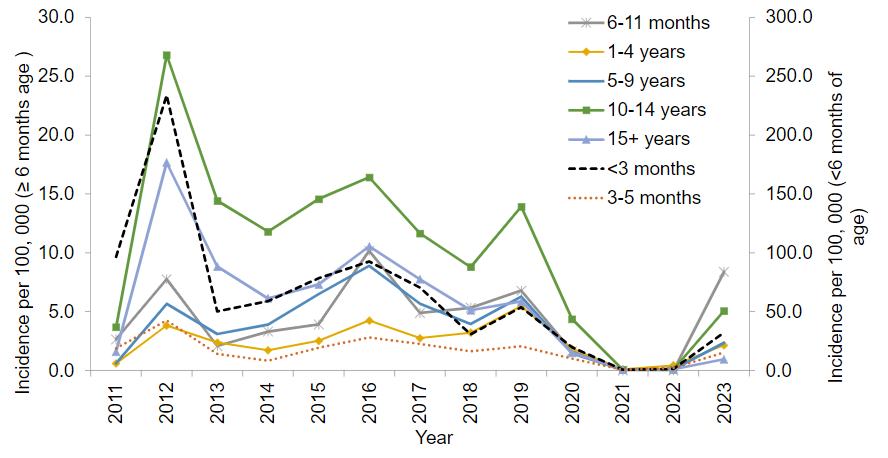 30.0
25.0
20.0
15.0
10.0
5.0
0.0
Incidence per 100, 000 (≥ 6 months age )
6-11 months
1-4 years
5-9 years
10-14 years
15+ years
<3 months
3-5 months
300.0
250.0
200.0
150.0
100.0
50.0
0.0
Incidence per 100, 000 (<6 months of
age)
2011
2012
2013
2014
2015
2016
2017
2018
2019
2020
2021
2022
2023
Year